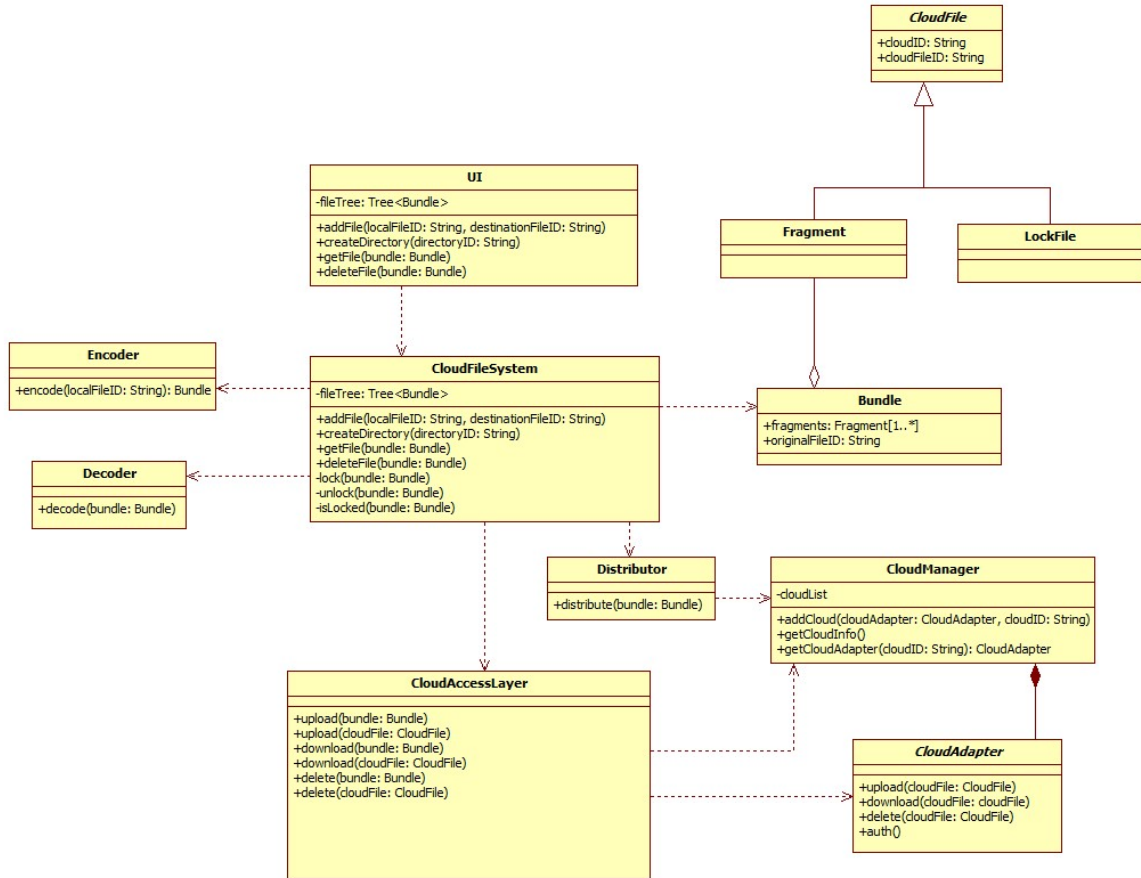 CloudFile
+cloudID: String
+cloudFileID: String
UI
-fileTree: Tree<Bundle>
+addFile(localFileID: String, destinationFileID: String)
+createDirectory(directoryID: String)
+getFile(bundle: Bundle)
+deleteFile(bundle: Bundle)
Fragment
LockFile
Encoder
+encode(localFileID: String): Bundle
CloudFileSystem
-fileTree: Tree<Bundle>
+addFile(localFileID: String, destinationFileID: String)
+createDirectory(directoryID: String)
+getFile(bundle: Bundle)
+deleteFile(bundle: Bundle)
-lock(bundle: Bundle)
-unlock(bundle: Bundle)
-isLocked(bundle: Bundle)
Bundle
+fragments: Fragment[1..*]
+originalFileID: String
Decoder
+decode(bundle: Bundle)
Distributor
+distribute(bundle: Bundle)
CloudManager
-cloudList
+addCloud(cloudAdapter: CloudAdapter, cloudID: String)
+getCloudInfo()
+getCloudAdapter(cloudID: String): CloudAdapter
CloudAccessLayer
+upload(bundle: Bundle)
+upload(cloudFile: CloudFile)
+download(bundle: Bundle)
+download(cloudFile: CloudFile)
+delete(bundle: Bundle)
+delete(cloudFile: CloudFile)
CloudAdapter
+upload(cloudFile: CloudFile)
+download(cloudFile: cloudFile)
+delete(cloudFile: CloudFile)
+auth()